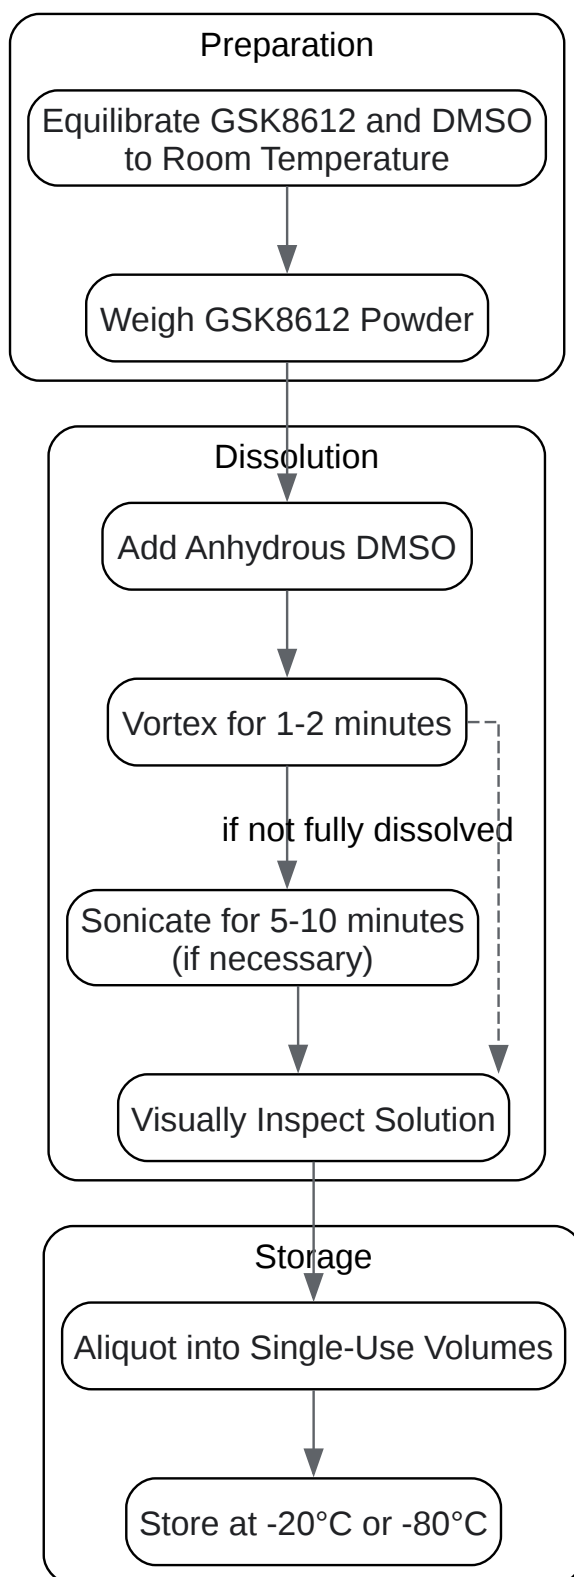 Preparation
Equilibrate GSK8612 and DMSO
to Room Temperature
Weigh GSK8612 Powder
Dissolution
Add Anhydrous DMSO
Vortex for 1-2 minutes
if not fully dissolved
Sonicate for 5-10 minutes
(if necessary)
Visually Inspect Solution
Storage
Aliquot into Single-Use Volumes
Store at -20°C or -80°C